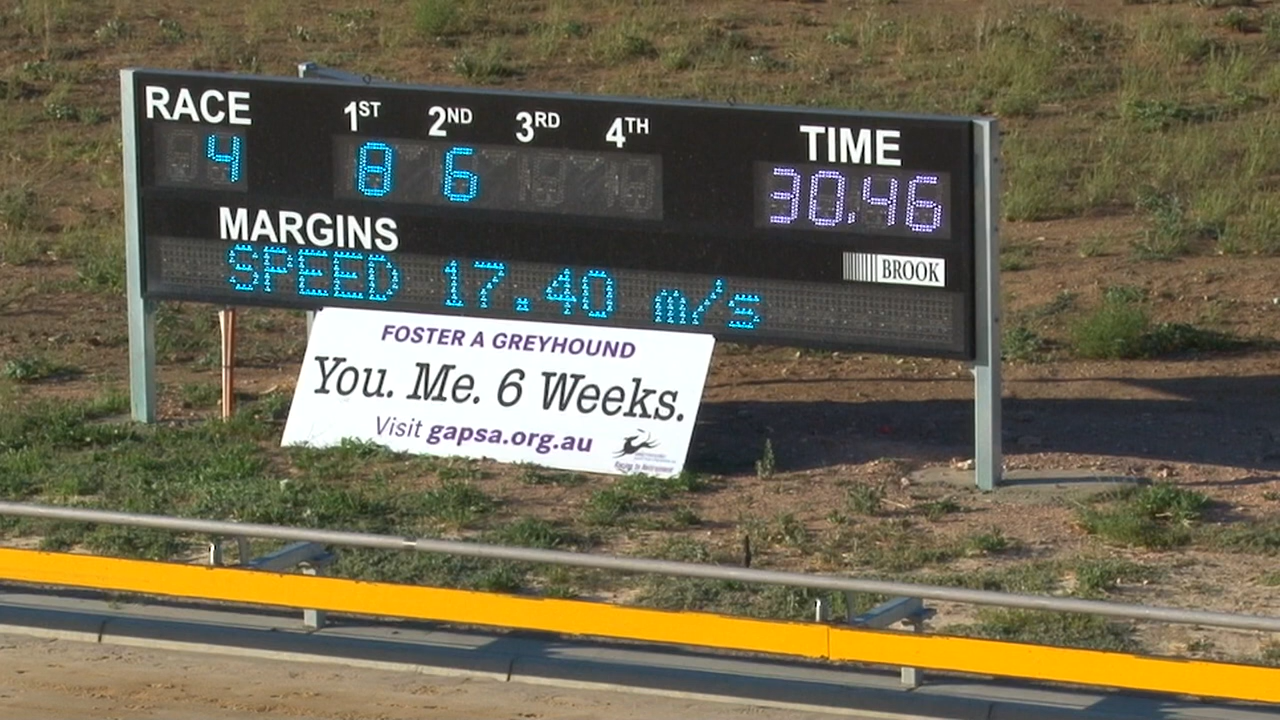 RACE 1ST 2ND 3RD 4TH TIME
4 8 6 30.46
MARGINS
BROOK
SPEED 17.40 m/s
FOSTER A GREYHOUND
You. Me. 6 Weeks.
Visit gapsa.org.au